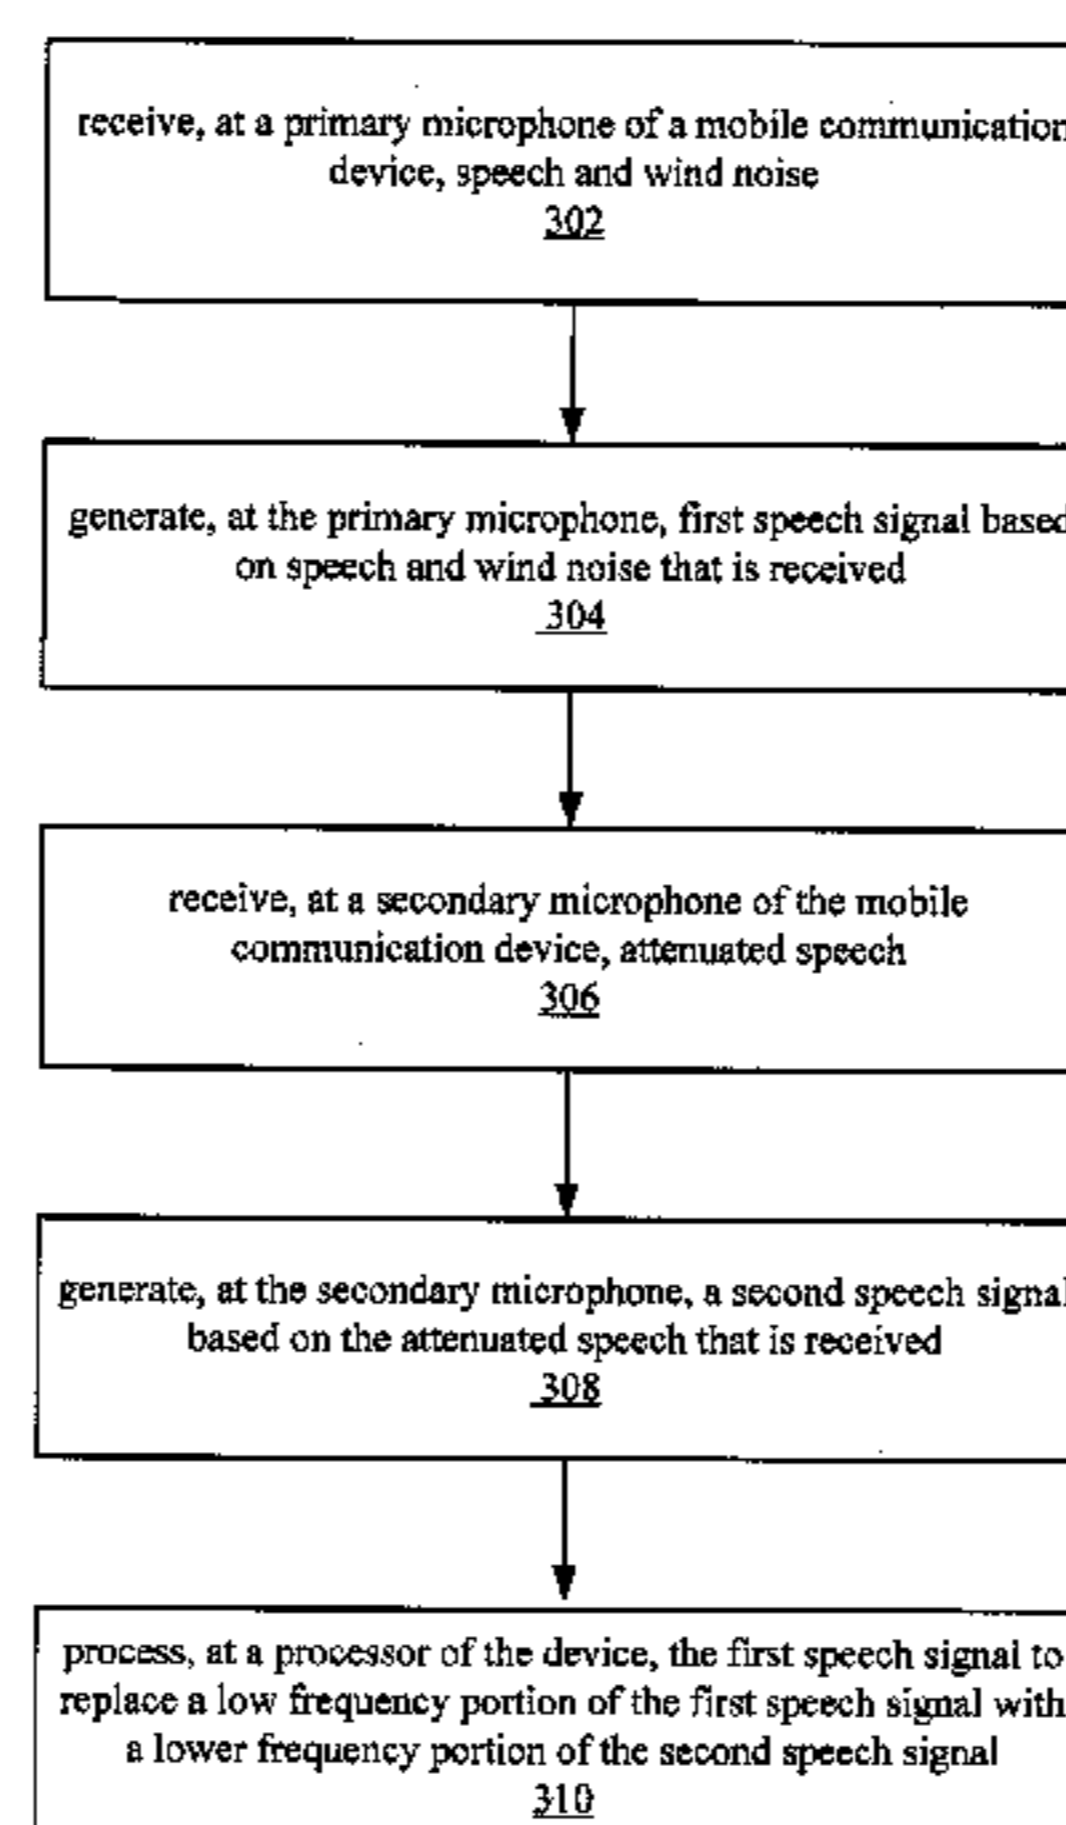 receive, at a primary microphone of a mobile communication
device, speech and wind noise
302
generate, at the primary microphone, first speech signal based
on speech and wind noise that is received
304
receive, at a secondary microphone of the mobile
communication device, attenuated speech
306
generate, at the secondary microphone, a second speech signal
based on the attenuated speech that is received
308
process, at a processor of the device, the first speech signal to
replace a low frequency portion of the first speech signal with
a lower frequency portion of the second speech signal
310